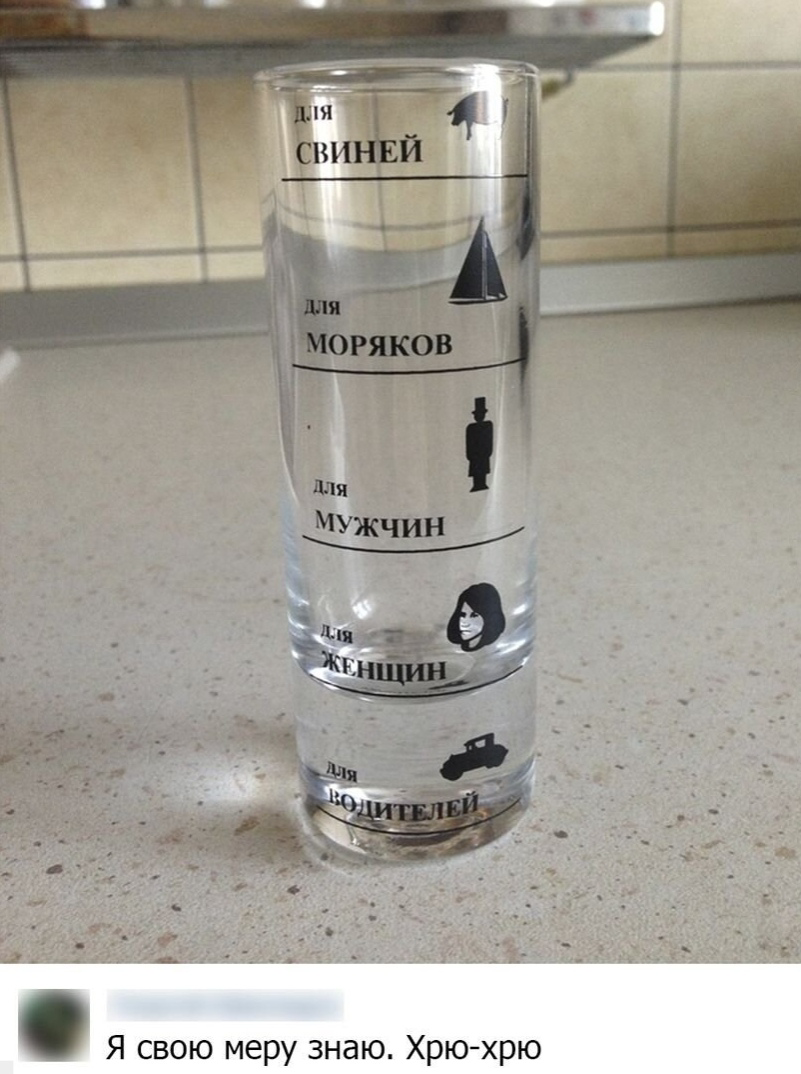 ДЛЯ
СВИНЕЙ
ДЛЯ
МОРЯКОВ
ДЛЯ
МУЖЧИН
ДЛЯ
ЖЕНЩИН
ДЛЯ
ВОДИТЕЛЕЙ
Я свою меру знаю. Хрю-хрю